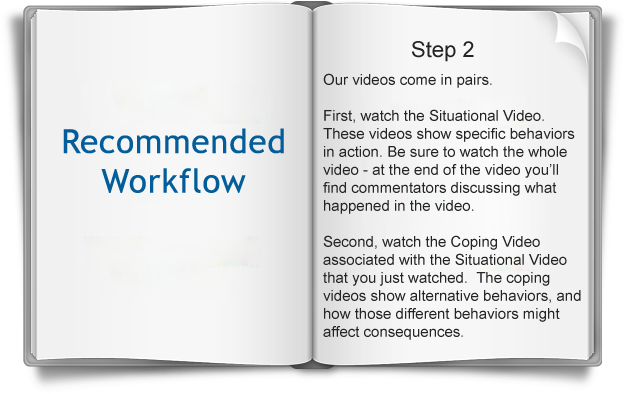 Recommended
Workflow
Step 2
Our videos come in pairs.
First, watch the Situational Video.
These videos show specific behaviors
in action. Be sure to watch the whole
video - at the end of the video you'll
find commentators discussing what
happened in the video.
Second, watch the Coping Video
associated with the Situational Video
that you just watched.  The coping
videos show alternative behaviors, and
how those different behaviors might
affect consequences.